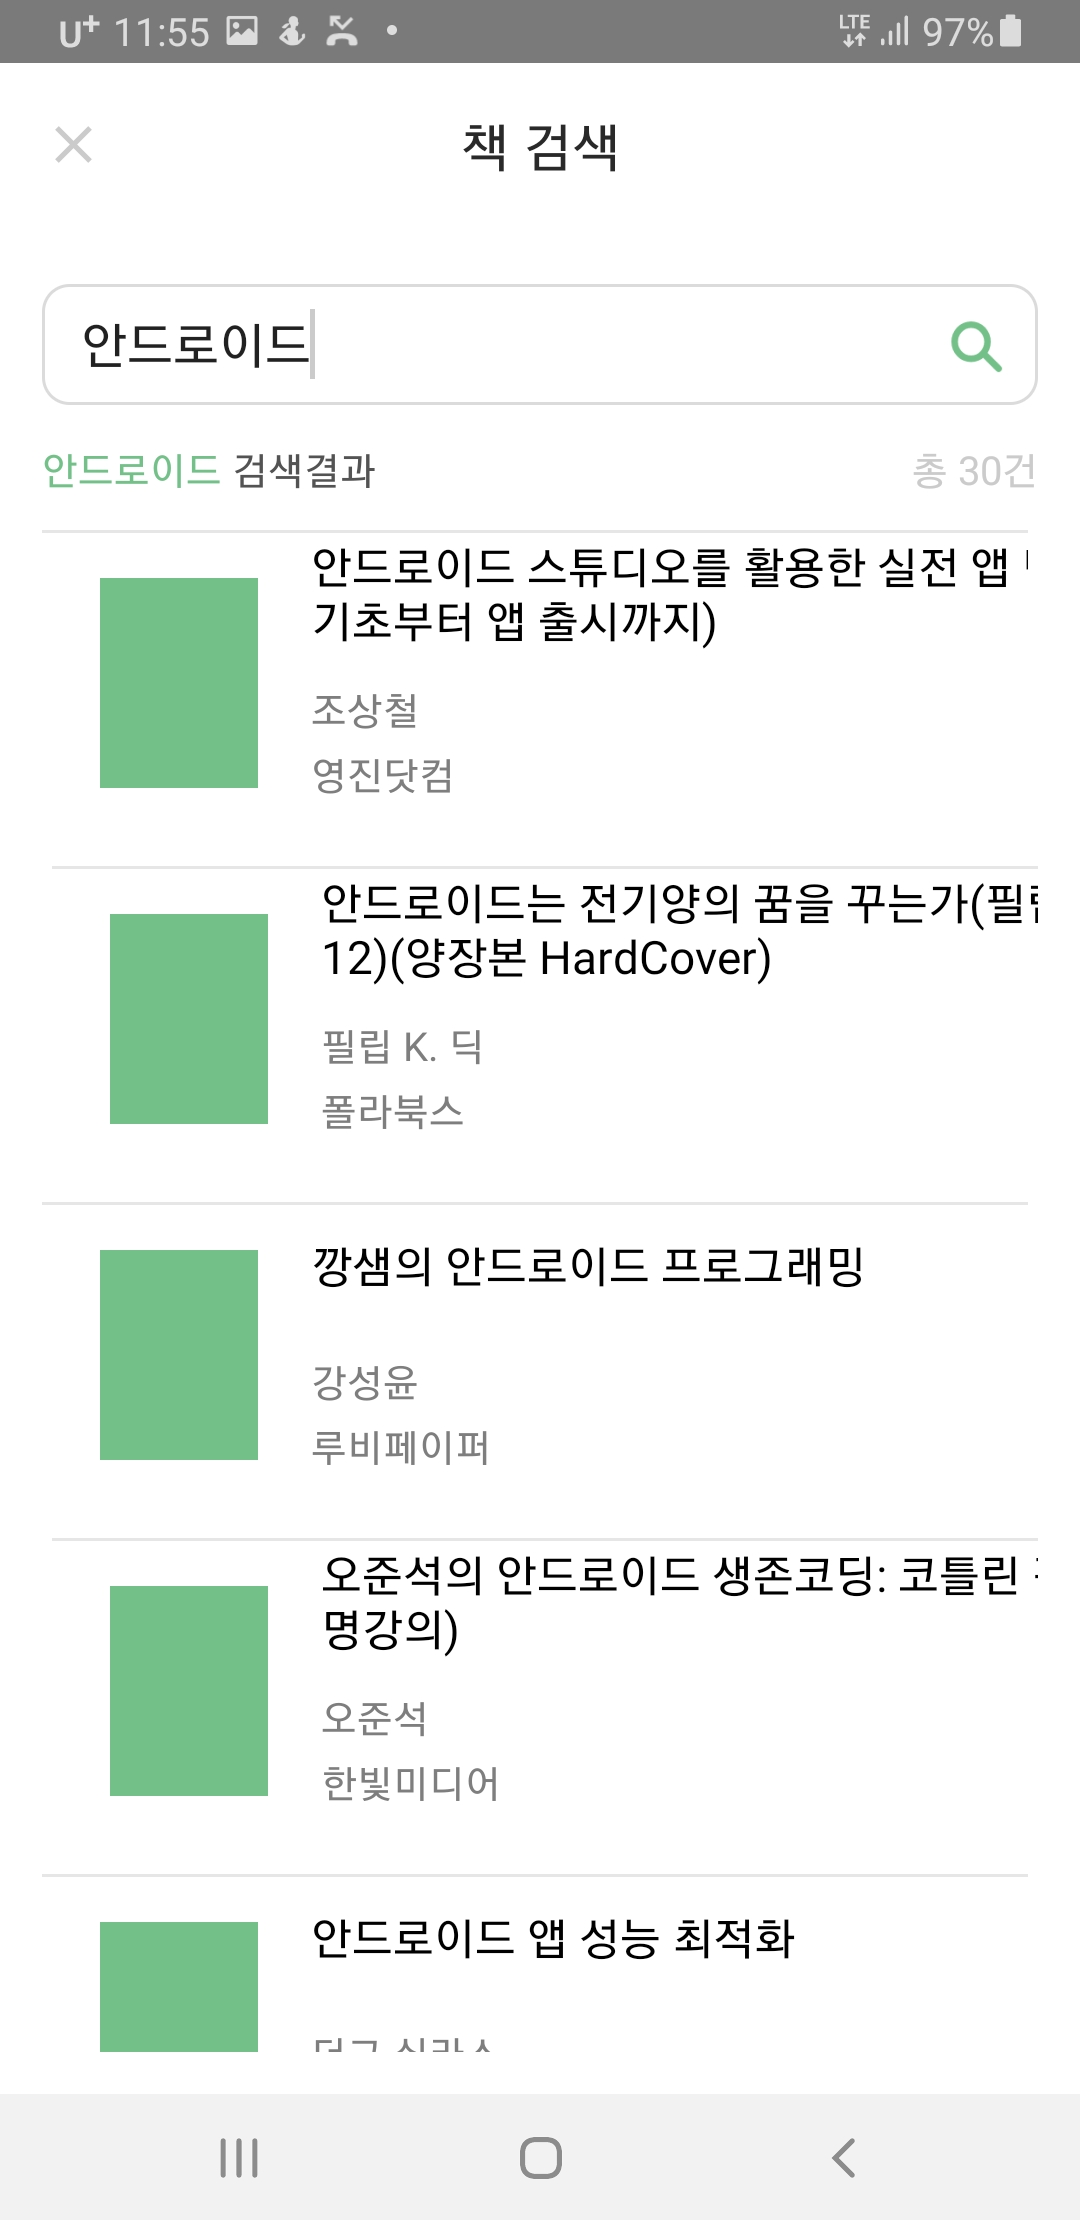 U+ 11:55 LTE 97%
책 검색
안드로이드
안드로이드 검색결과 총 30건
안드로이드 스튜디오를 활용한 실전 앱
기초부터 앱 출시까지)
조상철
영진닷컴
안드로이드는 전기양의 꿈을 꾸는가(필립
12)(양장본 HardCover)
필립 K. 딕
폴라북스
깡샘의 안드로이드 프로그래밍
강성윤
루비페이퍼
오준석의 안드로이드 생존코딩: 코틀린
명강의)
오준석
한빛미디어
안드로이드 앱 성능 최적화